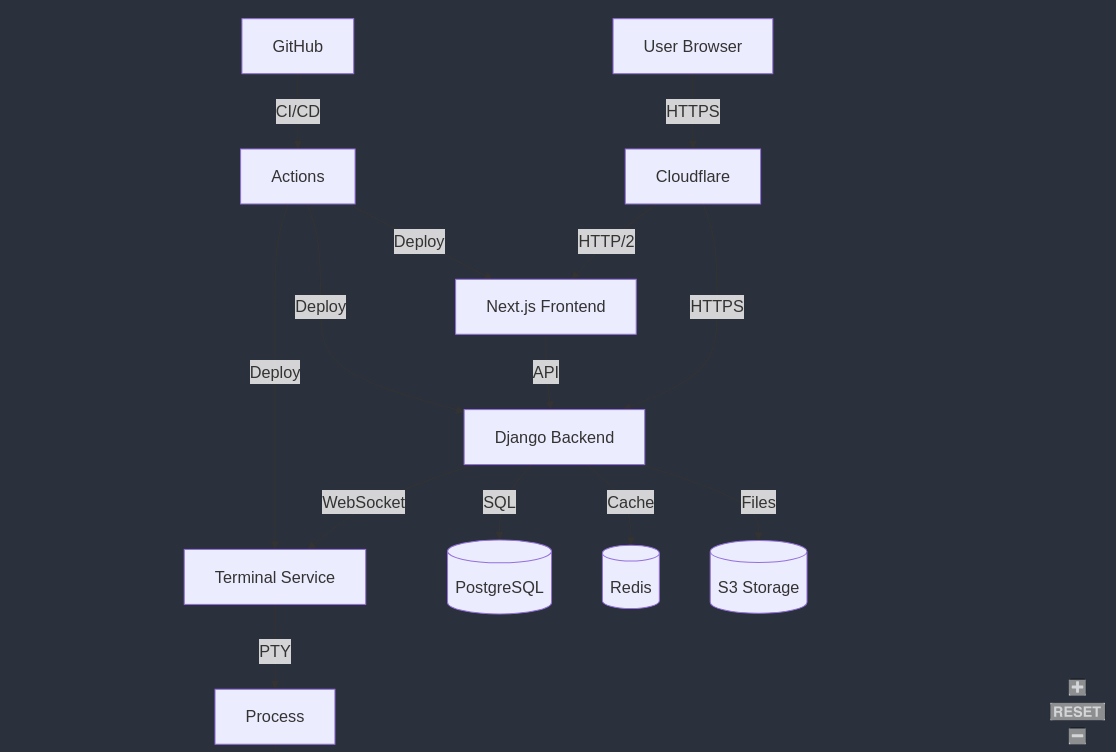 GitHub
User Browser
CI/CD
HTTPS
Actions
Cloudflare
Deploy
HTTP/2
Deploy
Next.js Frontend
HTTPS
Deploy
API
Django Backend
WebSocket
SQL
Cache
Files
Terminal Service
PostgreSQL
Redis
S3 Storage
PTY
Process
RESET